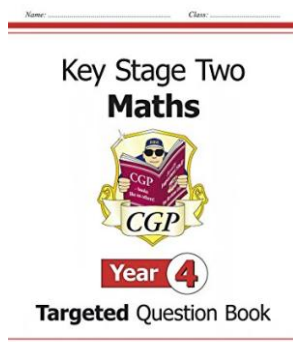 Name: ........ Class: ........
Key Stage Two
Maths
CGP
CGP
Year 4
Targeted Question Book